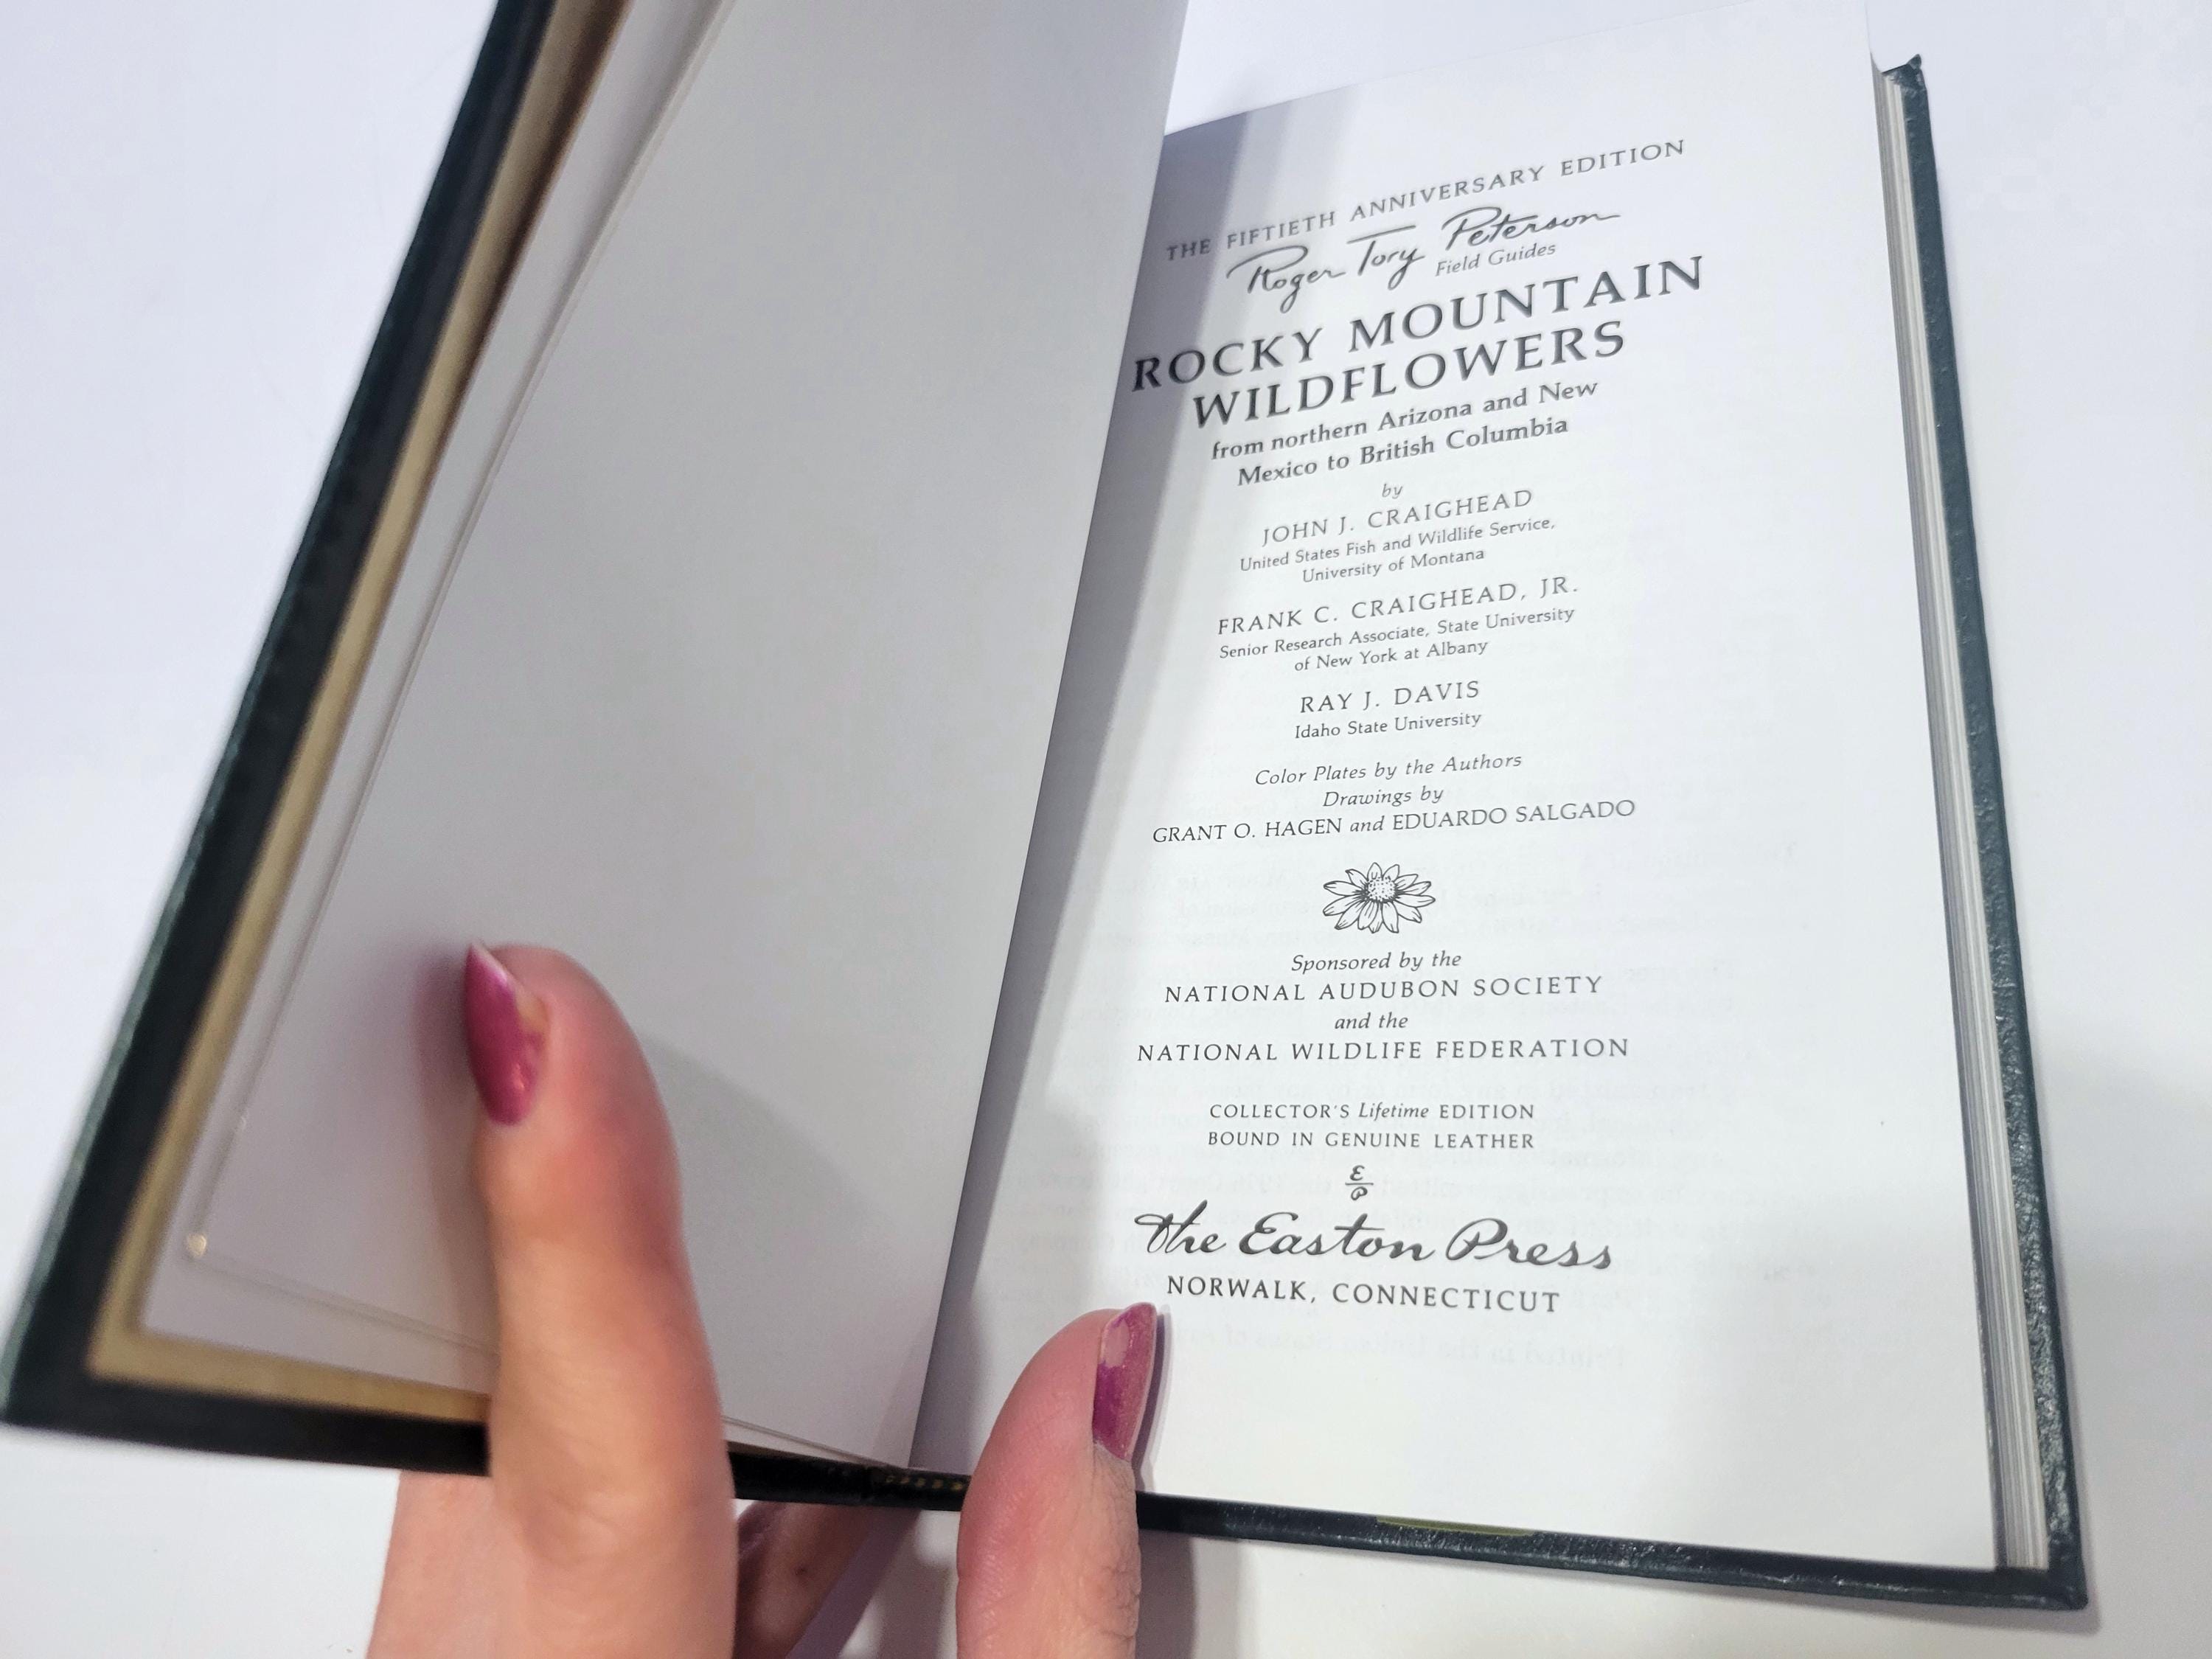 THE FIFTIETH ANNIVERSARY EDITION
Roger Tory Peterson
Field Guides
ROCKY MOUNTAIN
WILDFLOWERS
from northern Arizona and New
Mexico to British Columbia
by
JOHN J. CRAIGHEAD
United States Fish and Wildlife Service,
University of Montana
FRANK C. CRAIGHEAD, JR.
Senior Research Associate, State University
of New York at Albany
RAY J. DAVIS
Idaho State University
Color Plates by the Authors
Drawings by
GRANT O. HAGEN and EDUARDO SALGADO
Sponsored by the
NATIONAL AUDUBON SOCIETY
and the
NATIONAL WILDLIFE FEDERATION
COLLECTOR'S Lifetime EDITION
BOUND IN GENUINE LEATHER
The Easton Press
NORWALK, CONNECTICUT